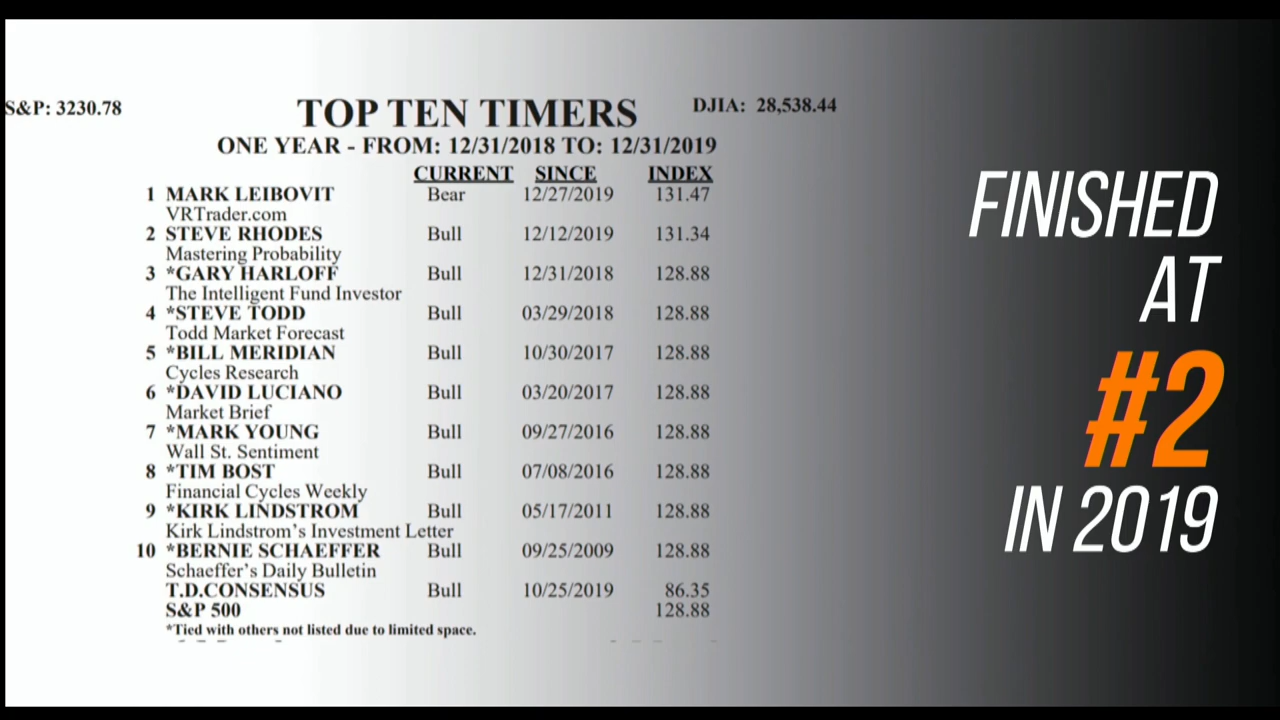 S&P: 3230.78
TOP TEN TIMERS
DJIA: 28,538.44
ONE YEAR - FROM: 12/31/2018 TO: 12/31/2019
CURRENT SINCE INDEX
1 MARK LEIBOVIT Bear 12/27/2019 131.47
VRTrader.com
2 STEVE RHODES Bull 12/12/2019 131.34
Mastering Probability
3 *GARY HARLOFF Bull 12/31/2018 128.88
The Intelligent Fund Investor
4 *STEVE TODD Bull 03/29/2018 128.88
Todd Market Forecast
5 *BILL MERIDIAN Bull 10/30/2017 128.88
Cycles Research
6 *DAVID LUCIANO Bull 03/20/2017 128.88
Market Brief
7 *MARK YOUNG Bull 09/27/2016 128.88
Wall St. Sentiment
8 *TIM BOST Bull 07/08/2016 128.88
Financial Cycles Weekly
9 *KIRK LINDSTROM Bull 05/17/2011 128.88
Kirk Lindstrom's Investment Letter
10 *BERNIE SCHAEFFER Bull 09/25/2009 128.88
Schaeffer's Daily Bulletin
T.D.CONSENSUS Bull 10/25/2019 86.35
S&P 500 128.88
*Tied with others not listed due to limited space.
FINISHED
AT
#2
IN 2019